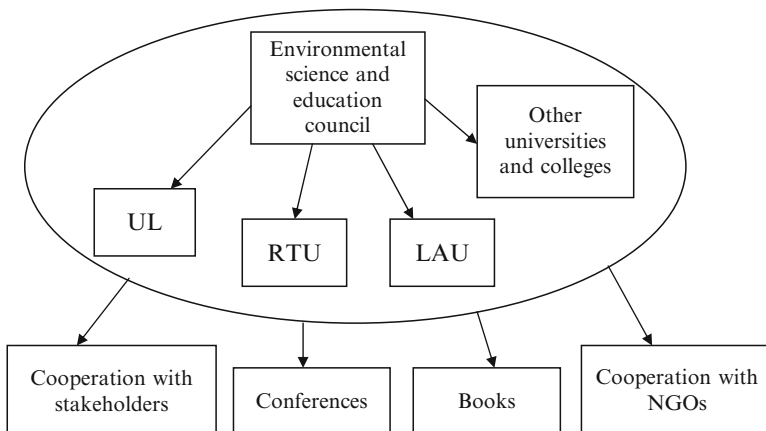 Environmental
science and
education
council
Other
universities
and colleges
UL
RTU
LAU
Cooperation with
stakeholders
Conferences
Books
Cooperation with
NGOs